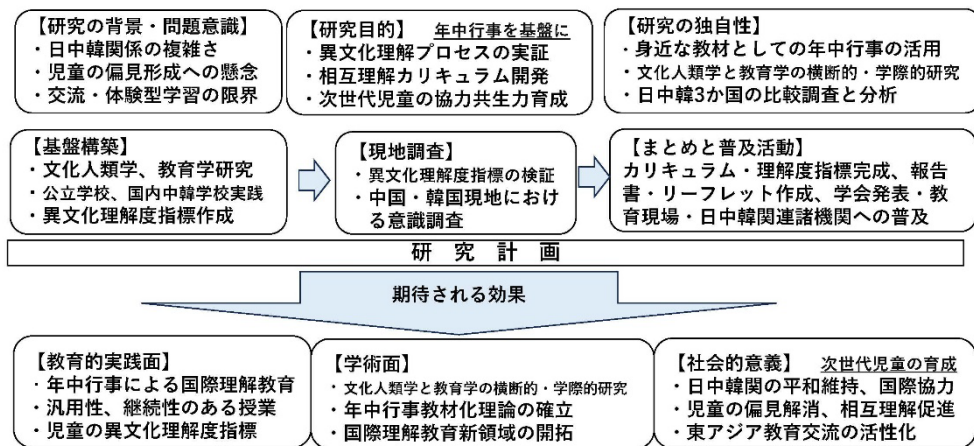 【研究の背景・問題意識】
・日中韓関係の複雑さ
・児童の偏見形成への懸念
・交流・体験型学習の限界
【研究目的】 年中行事を基盤に
・異文化理解プロセスの実証
・相互理解カリキュラム開発
・次世代児童の協力共生力育成
【研究の独自性】
・身近な教材としての年中行事の活用
・文化人類学と教育学の横断的・学際的研究
・日中韓3か国の比較調査と分析
【基盤構築】
・文化人類学、教育学研究
・公立学校、国内中韓学校実践
・異文化理解度指標作成
【現地調査】
・異文化理解度指標の検証
・中国・韓国現地におけ
る意識調査
【まとめと普及活動】
カリキュラム・理解度指標完成、報告
書・リーフレット作成、学会発表・教
育現場・日中韓関連諸機関への普及
研 究 計 画
期待される効果
【教育的実践面】
・年中行事による国際理解教育
・汎用性、継続性のある授業
・児童の異文化理解度指標
【学術面】
・文化人類学と教育学の横断的・学際的研究
・年中行事教材化理論の確立
・国際理解教育新領域の開拓
【社会的意義】 次世代児童の育成
・日中韓関の平和維持、国際協力
・児童の偏見解消、相互理解促進
・東アジア教育交流の活性化